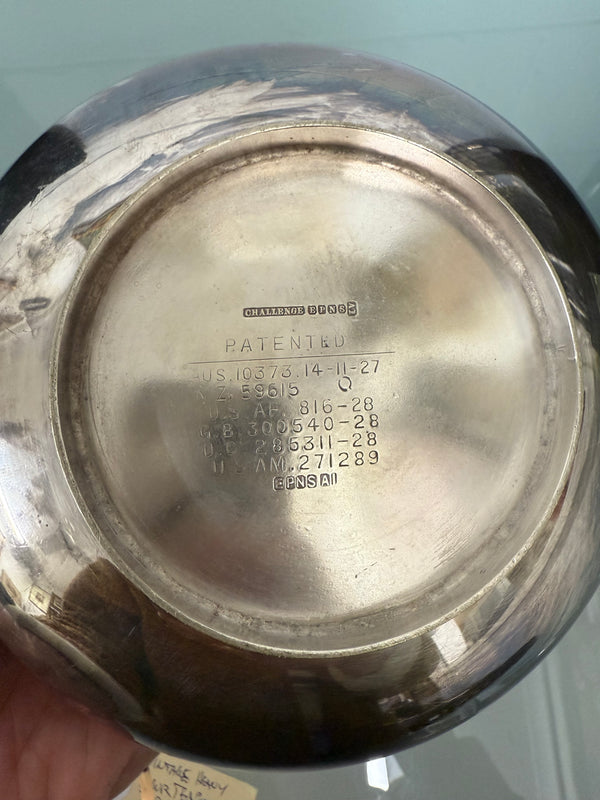 CHALLENGE EPNS A1
PATENTED
AUS.10373.14-11-27
N.Z. 59615 Q
U.S. AF. 816-28
G.B. 300540-28
285311-28
AM. 271289
EPNS A1